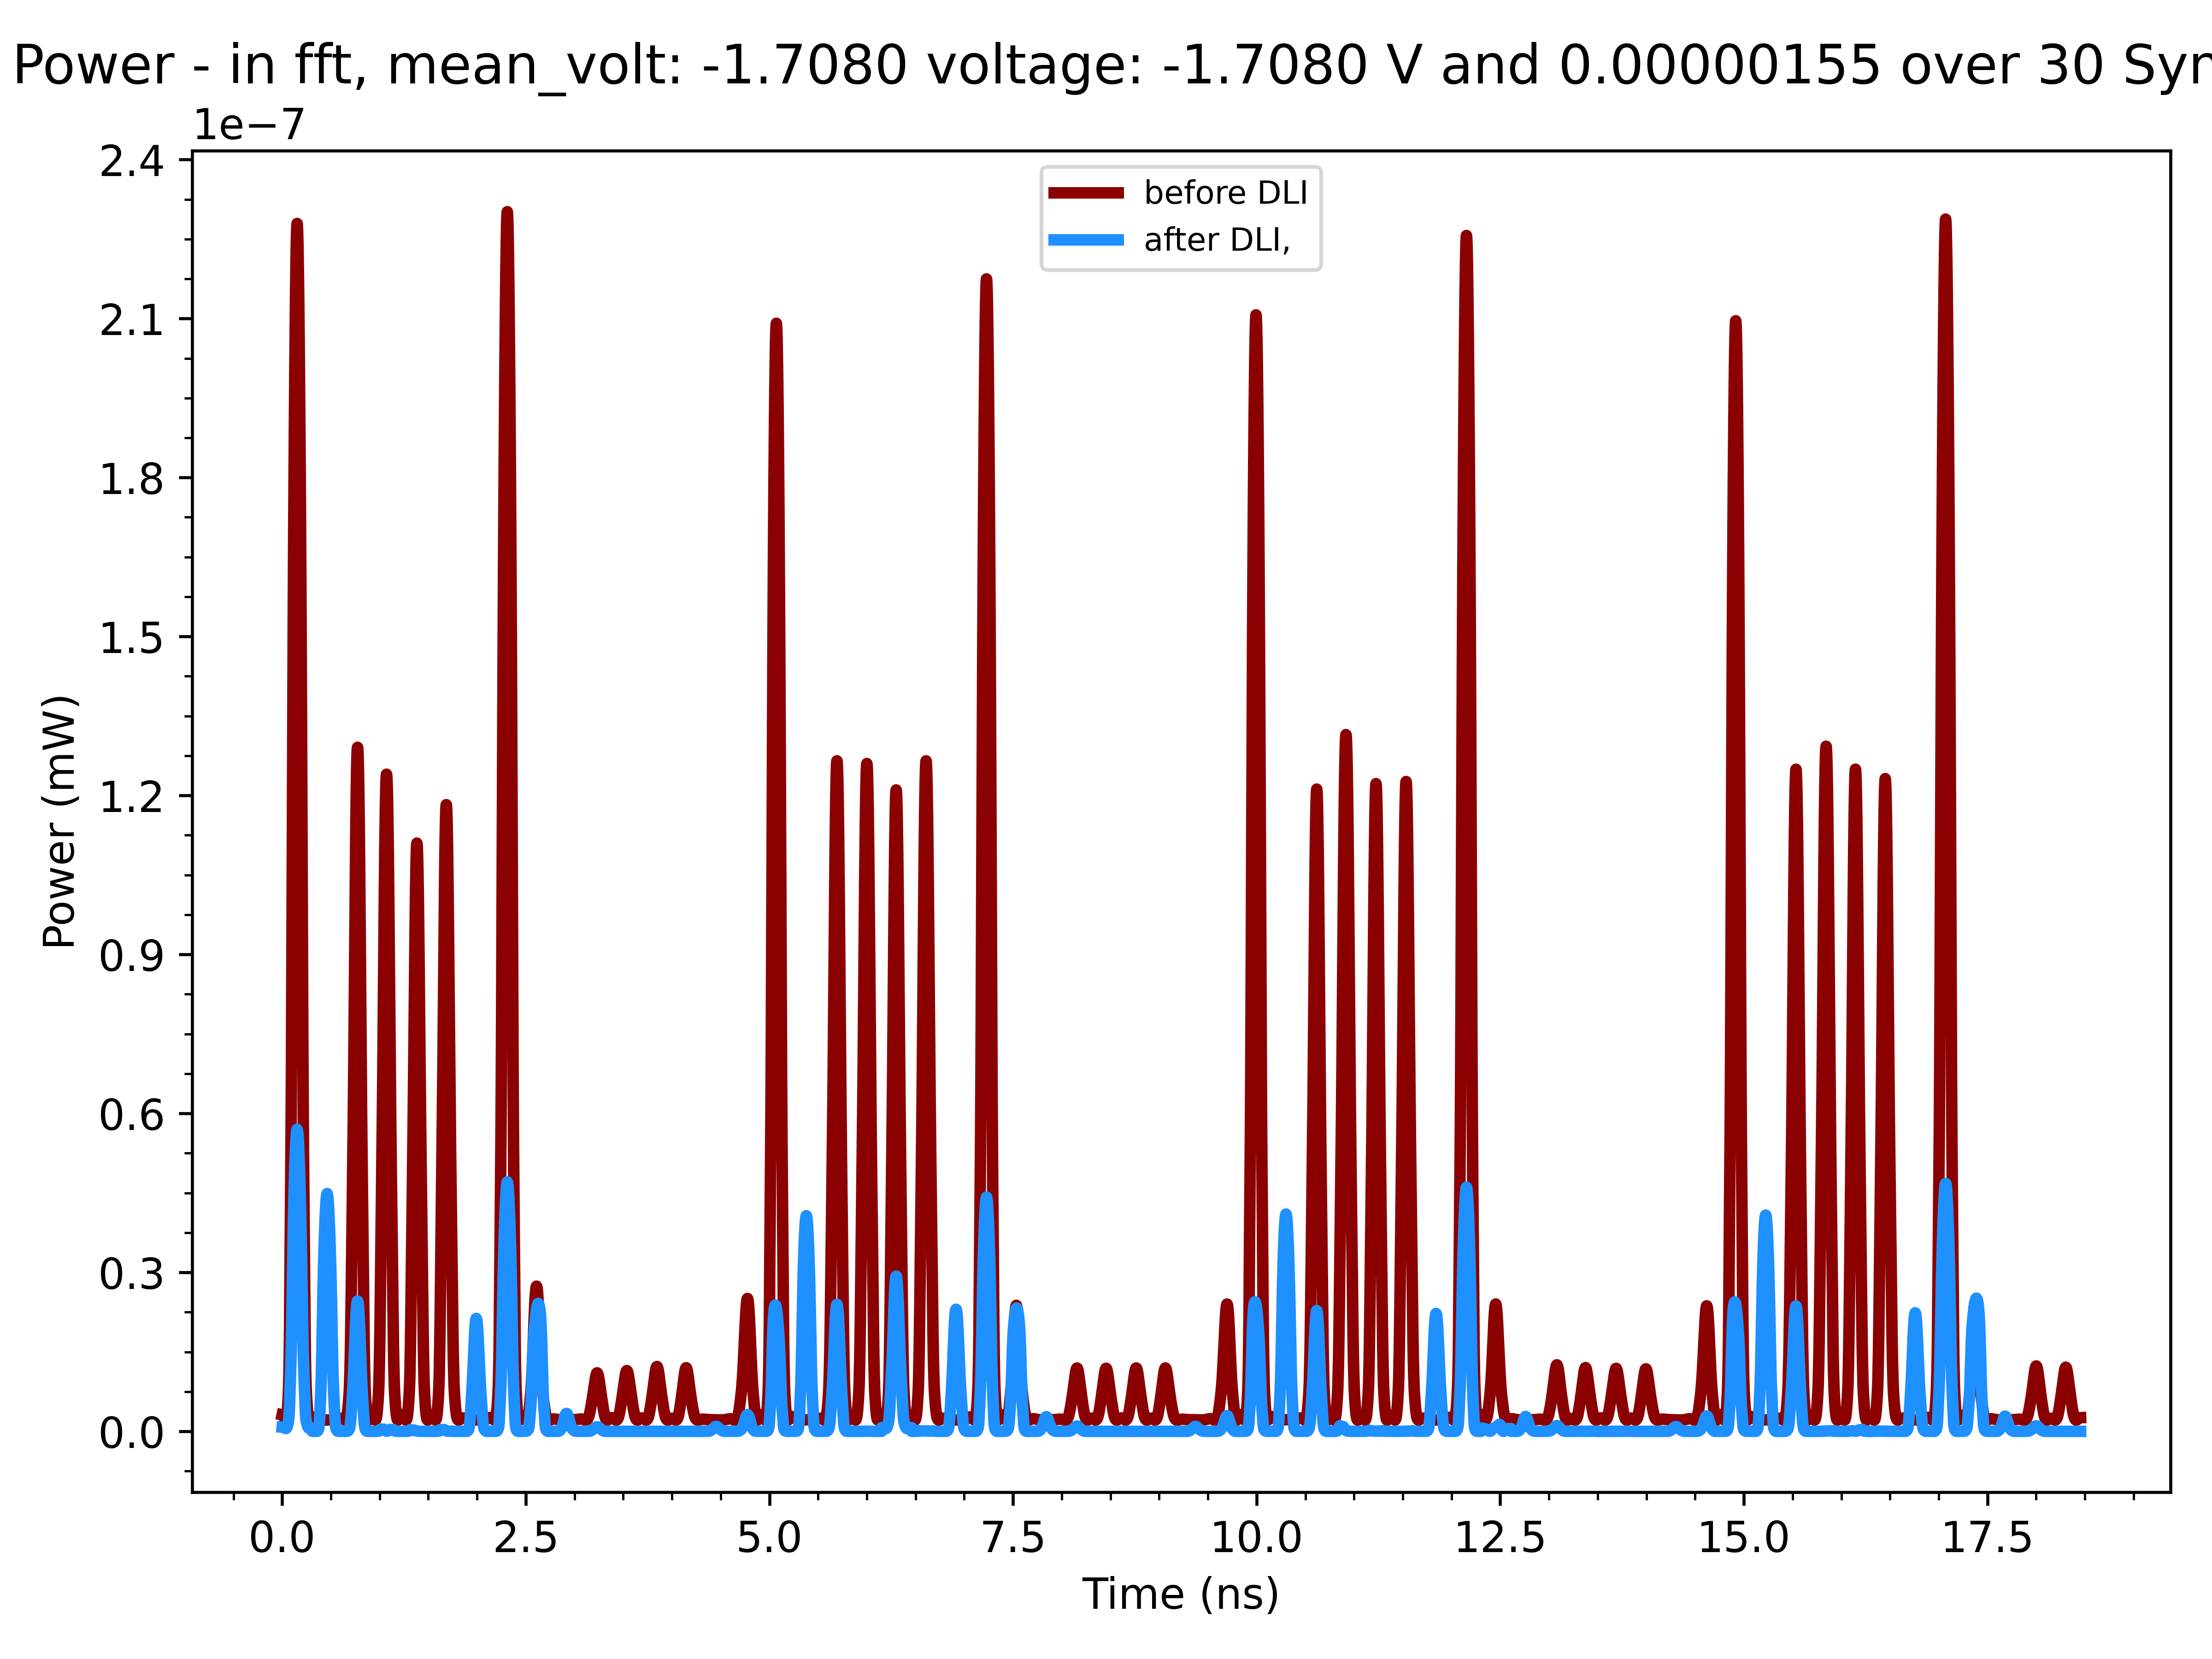 Power - in fft, mean_volt: -1.7080 voltage: -1.7080 V and 0.00000155 over 30 Syn
1e−7
2.4
2.1
1.8
1.5
1.2
0.9
0.6
0.3
0.0
Power (mW)
before DLI
after DLI,
0.0 2.5 5.0 7.5 10.0 12.5 15.0 17.5
Time (ns)